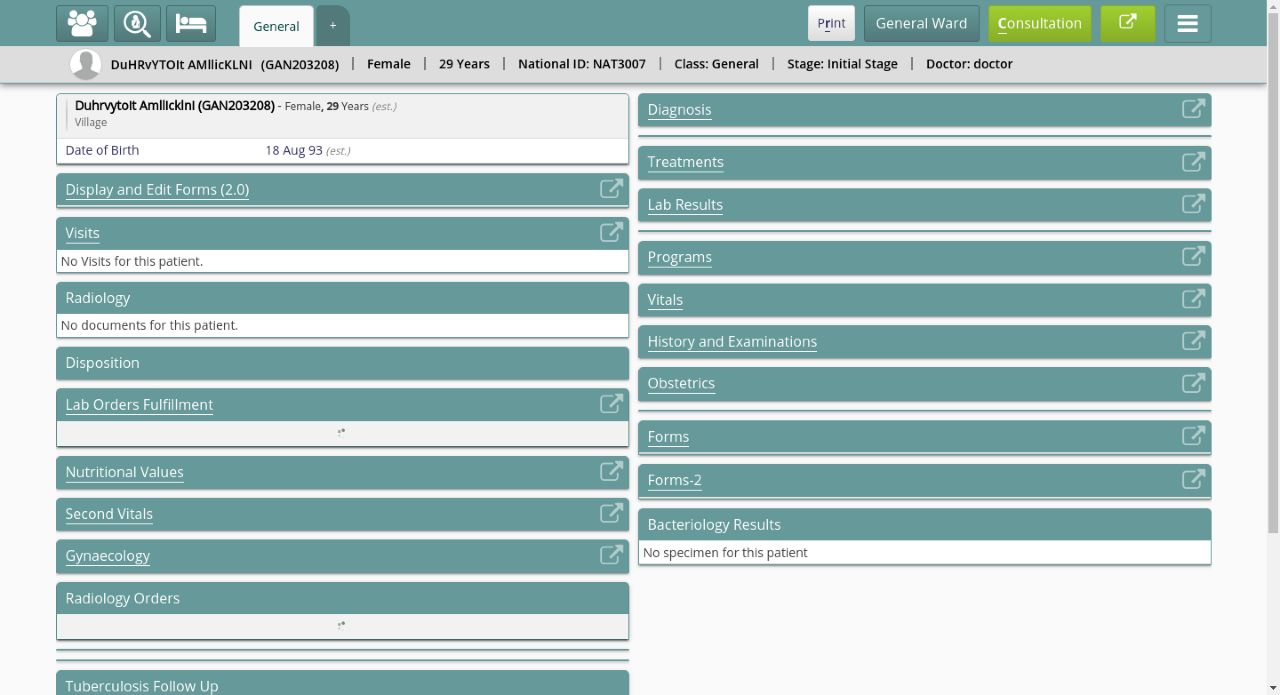 General
+
Print
General Ward
Consultation
DuHRvYTOIt AMIlicKLNI (GAN203208) | Female | 29 Years | National ID: NAT3007 | Class: General | Stage: Initial Stage | Doctor: doctor
Duhrvytoit Amliicklni (GAN203208) - Female, 29 Years (est.)
Village
Date of Birth 18 Aug 93 (est.)
Display and Edit Forms (2.0)
Visits
No Visits for this patient.
Radiology
No documents for this patient.
Disposition
Lab Orders Fulfillment
Nutritional Values
Second Vitals
Gynaecology
Radiology Orders
Tuberculosis Follow Up
Diagnosis
Treatments
Lab Results
Programs
Vitals
History and Examinations
Obstetrics
Forms
Forms-2
Bacteriology Results
No specimen for this patient